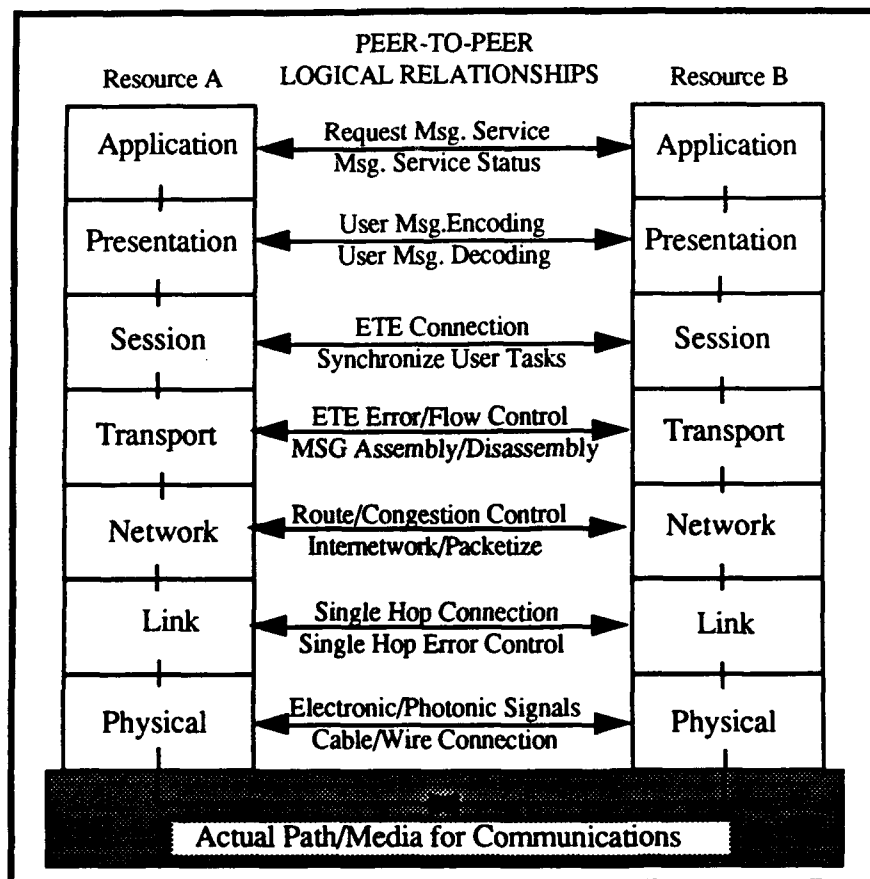 PEER-TO-PEER
LOGICAL RELATIONSHIPS
Resource A
Resource B
Application
Request Msg. Service
Msg. Service Status
Application
Presentation
User Msg.Encoding
User Msg. Decoding
Presentation
Session
ETE Connection
Synchronize User Tasks
Session
Transport
ETE Error/Flow Control
MSG Assembly/Disassembly
Transport
Network
Route/Congestion Control
Internetwork/Packetize
Network
Link
Single Hop Connection
Single Hop Error Control
Link
Physical
Electronic/Photonic Signals
Cable/Wire Connection
Physical
Actual Path/Media for Communications